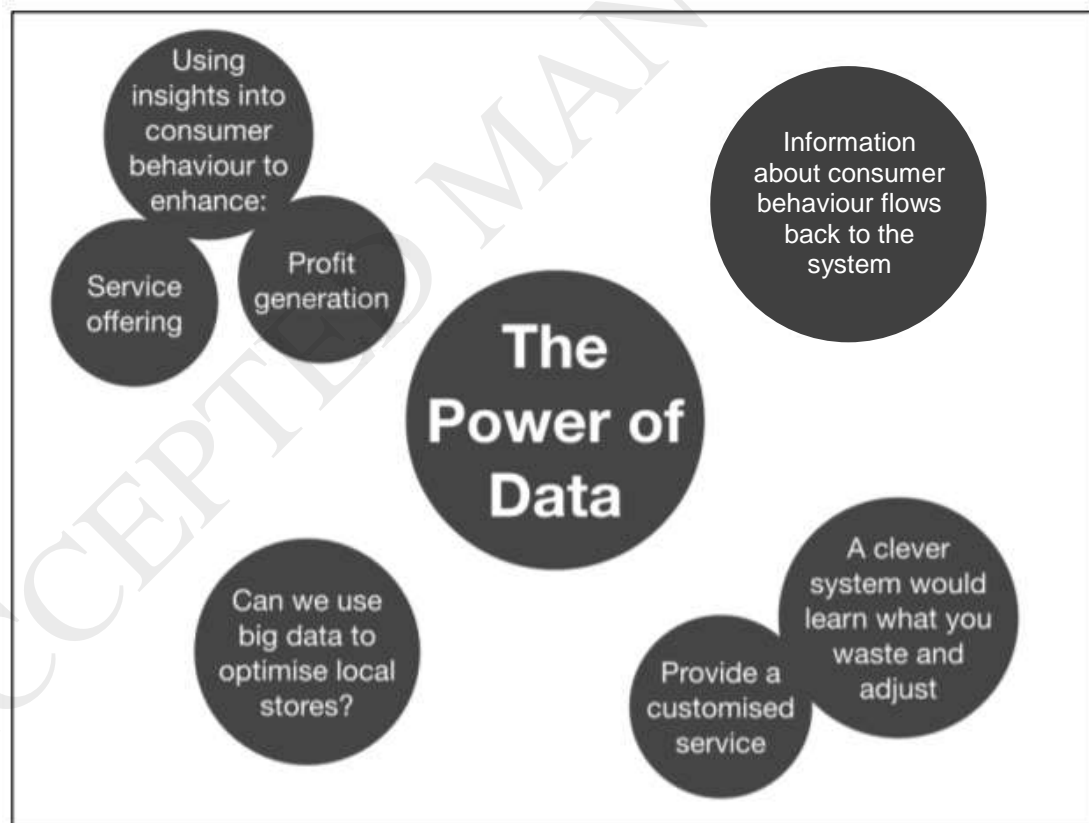 Using
insights into
consumer
behaviour to
enhance:
Service
offering
Profit
generation
Information
about consumer
behaviour flows
back to the
system
The
Power of
Data
Can we use
big data to
optimise local
stores?
Provide a
customised
service
A clever
system would
learn what you
waste and
adjust
CCEPTED MAN